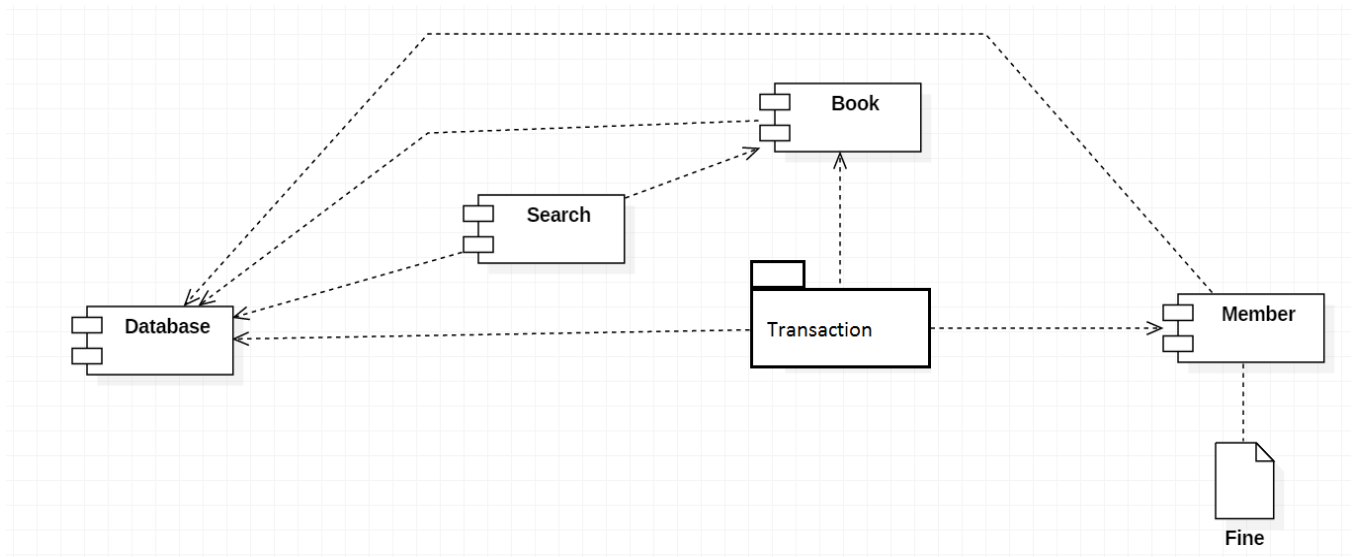 Book
Search
Database
Transaction
Member
Fine